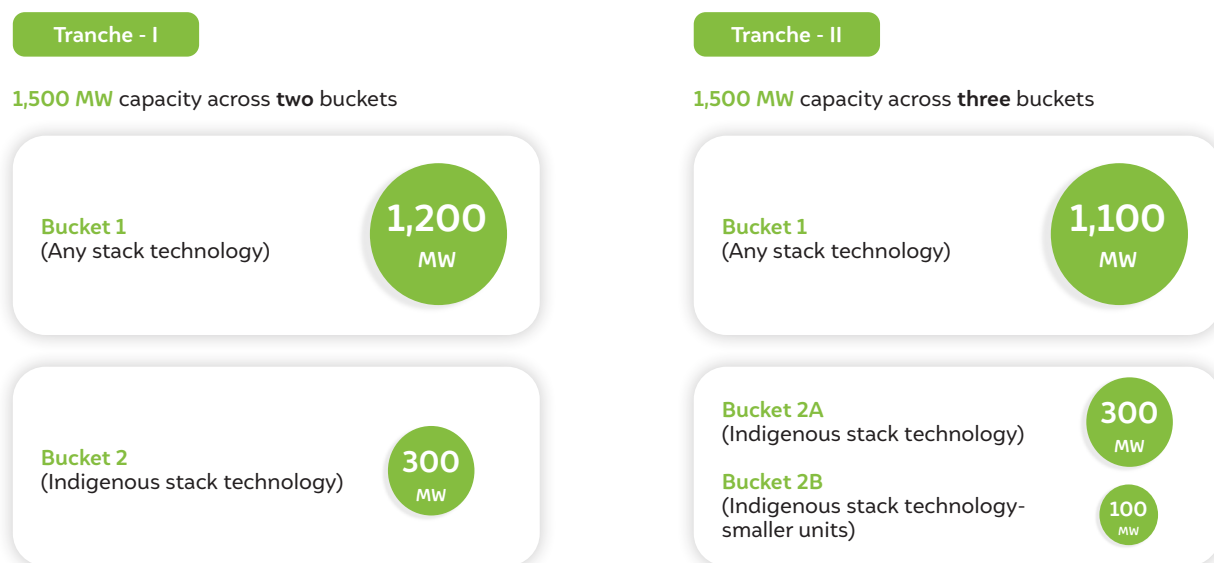 Tranche - I
1,500 MW capacity across two buckets
Bucket 1
(Any stack technology)
1,200
MW
Bucket 2
(Indigenous stack technology)
300
MW
Tranche - II
1,500 MW capacity across three buckets
Bucket 1
(Any stack technology)
1,100
MW
Bucket 2A
(Indigenous stack technology)
300
MW
Bucket 2B
(Indigenous stack technology-
smaller units)
100
MW